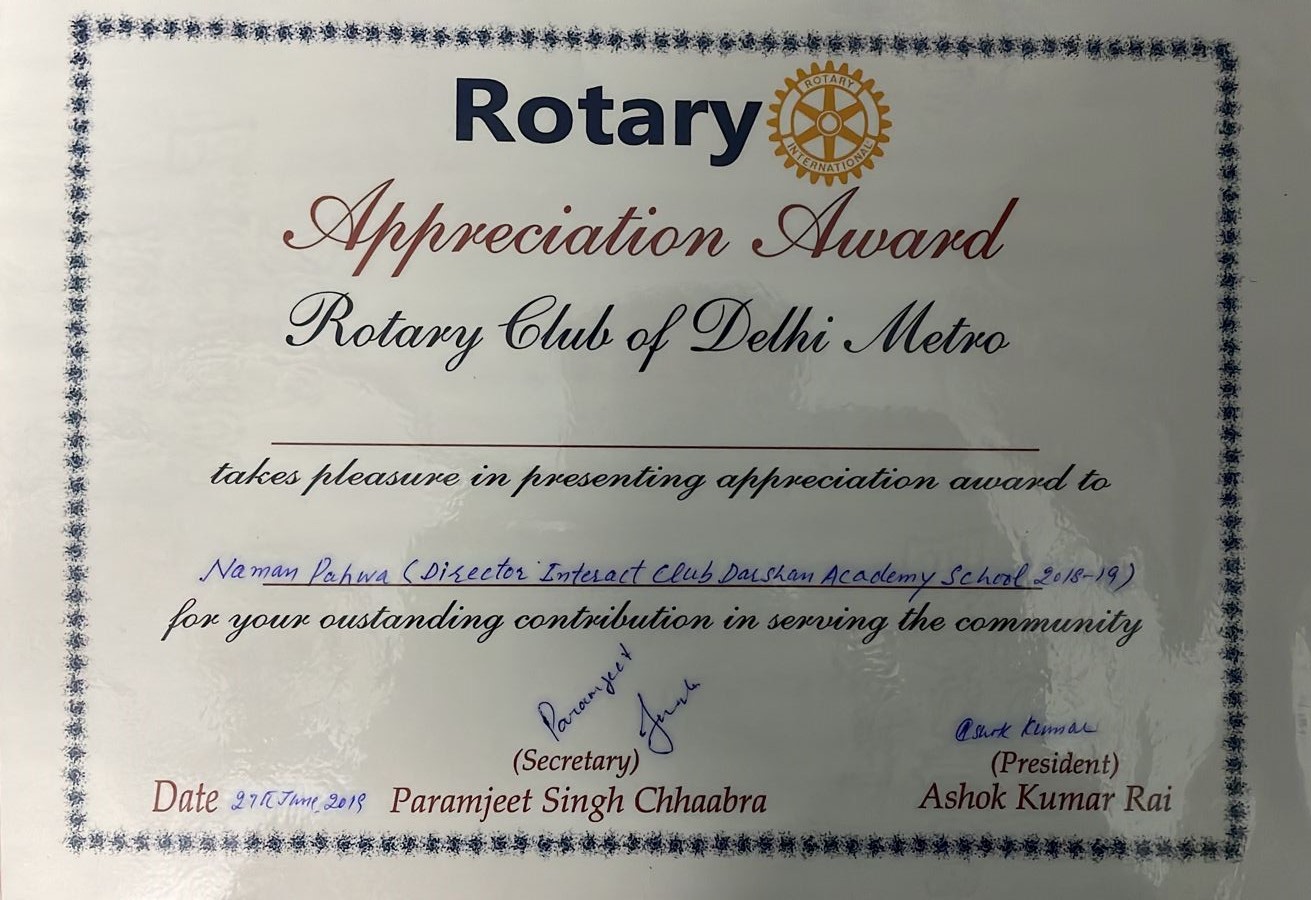 Rotary
ROTARY
INTERNATIONAL
Appreciation Award
Rotary Club of Delhi Metro
takes pleasure in presenting appreciation award to
Naman Pahwa (Director Interact Club Darshan Academy School 2018-19)
for your oustanding contribution in serving the community
Paramjeet
Ashok Kumar
(Secretary)
(President)
Date 27th June 2019 Paramjeet Singh Chhaabra
Ashok Kumar Rai